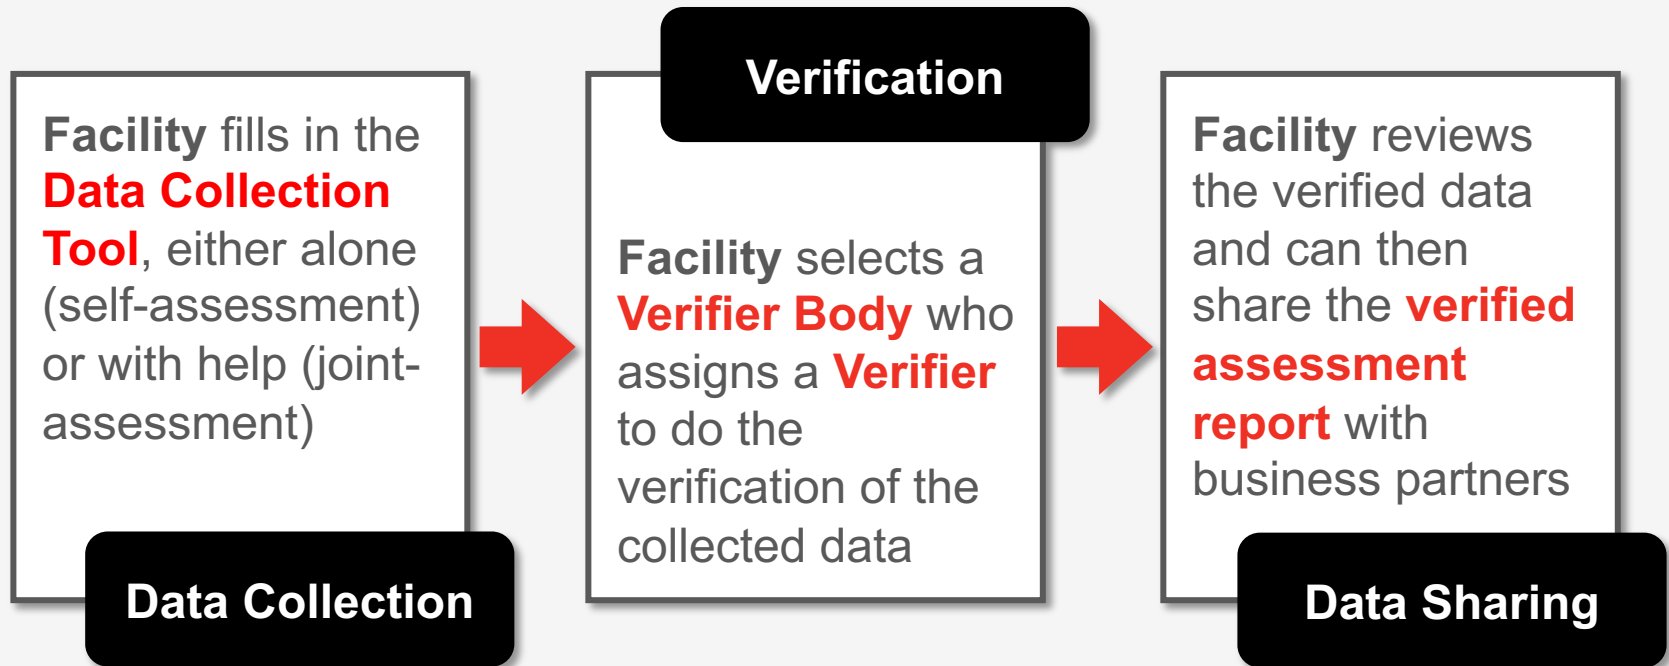 Facility fills in the
Data Collection
Tool, either alone
(self-assessment)
or with help (joint-
assessment)
Data Collection
Verification
Facility selects a
Verifier Body who
assigns a Verifier
to do the
verification of the
collected data
Facility reviews
the verified data
and can then
share the verified
assessment
report with
business partners
Data Sharing